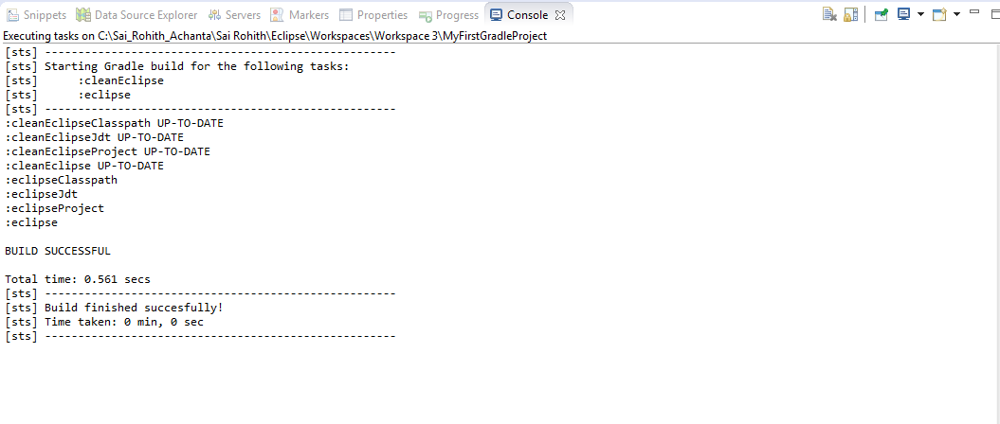 Snippets Data Source Explorer Servers Markers Properties Progress Console
Executing tasks on C:\Sai_Rohith_Achanta\Sai Rohith\Eclipse\Workspaces\Workspace 3\MyFirstGradleProject
[sts] -----------------------------------------------------
[sts] Starting Gradle build for the following tasks:
[sts]      :cleanEclipse
[sts]      :eclipse
[sts] -----------------------------------------------------
:cleanEclipseClasspath UP-TO-DATE
:cleanEclipseJdt UP-TO-DATE
:cleanEclipseProject UP-TO-DATE
:cleanEclipse UP-TO-DATE
:eclipseClasspath
:eclipseJdt
:eclipseProject
:eclipse
BUILD SUCCESSFUL
Total time: 0.561 secs
[sts] -----------------------------------------------------
[sts] Build finished succesfully!
[sts] Time taken: 0 min, 0 sec
[sts] -----------------------------------------------------